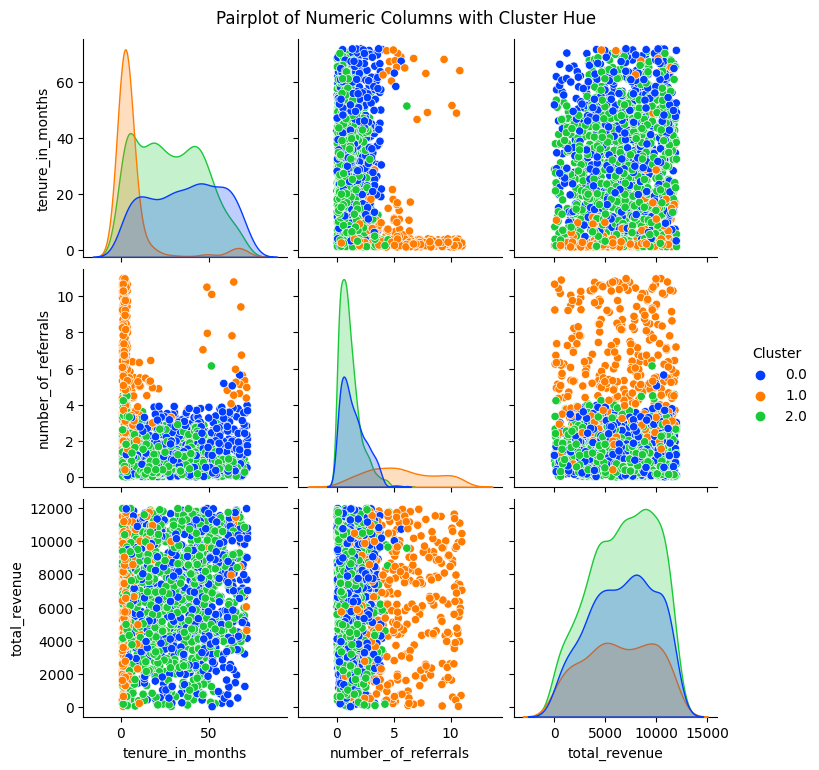 Pairplot of Numeric Columns with Cluster Hue
tenure_in_months
60
40
20
0
number_of_referrals
10
8
6
4
2
0
Cluster
0.0
1.0
2.0
total_revenue
12000
10000
8000
6000
4000
2000
0
0 50
0 5 10
0 5000 10000 15000
tenure_in_months
number_of_referrals
total_revenue